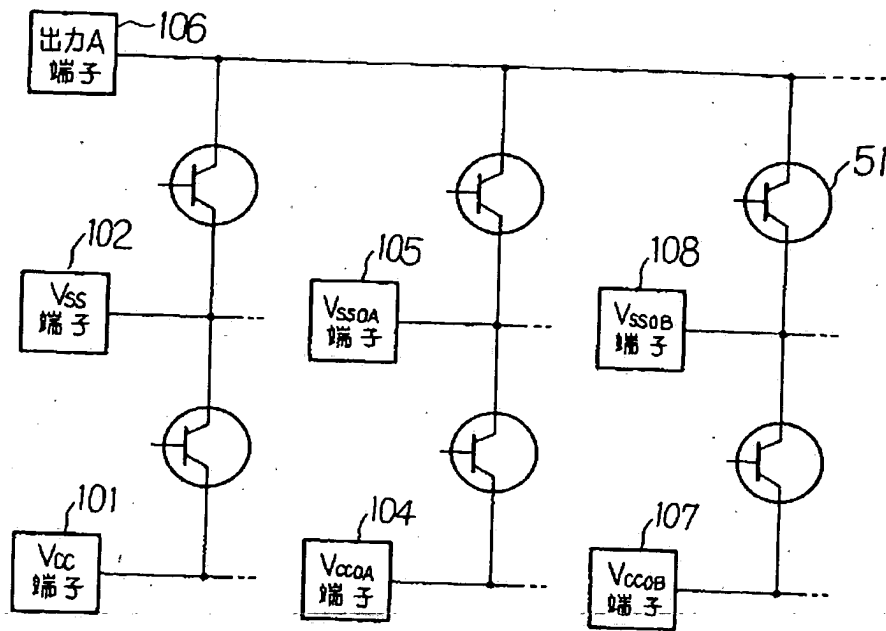 出力A
端子
106
51
102
VSS
端子
105
VSSOA
端子
108
VSSOB
端子
101
VCC
端子
104
VCCOA
端子
107
VCCOB
端子